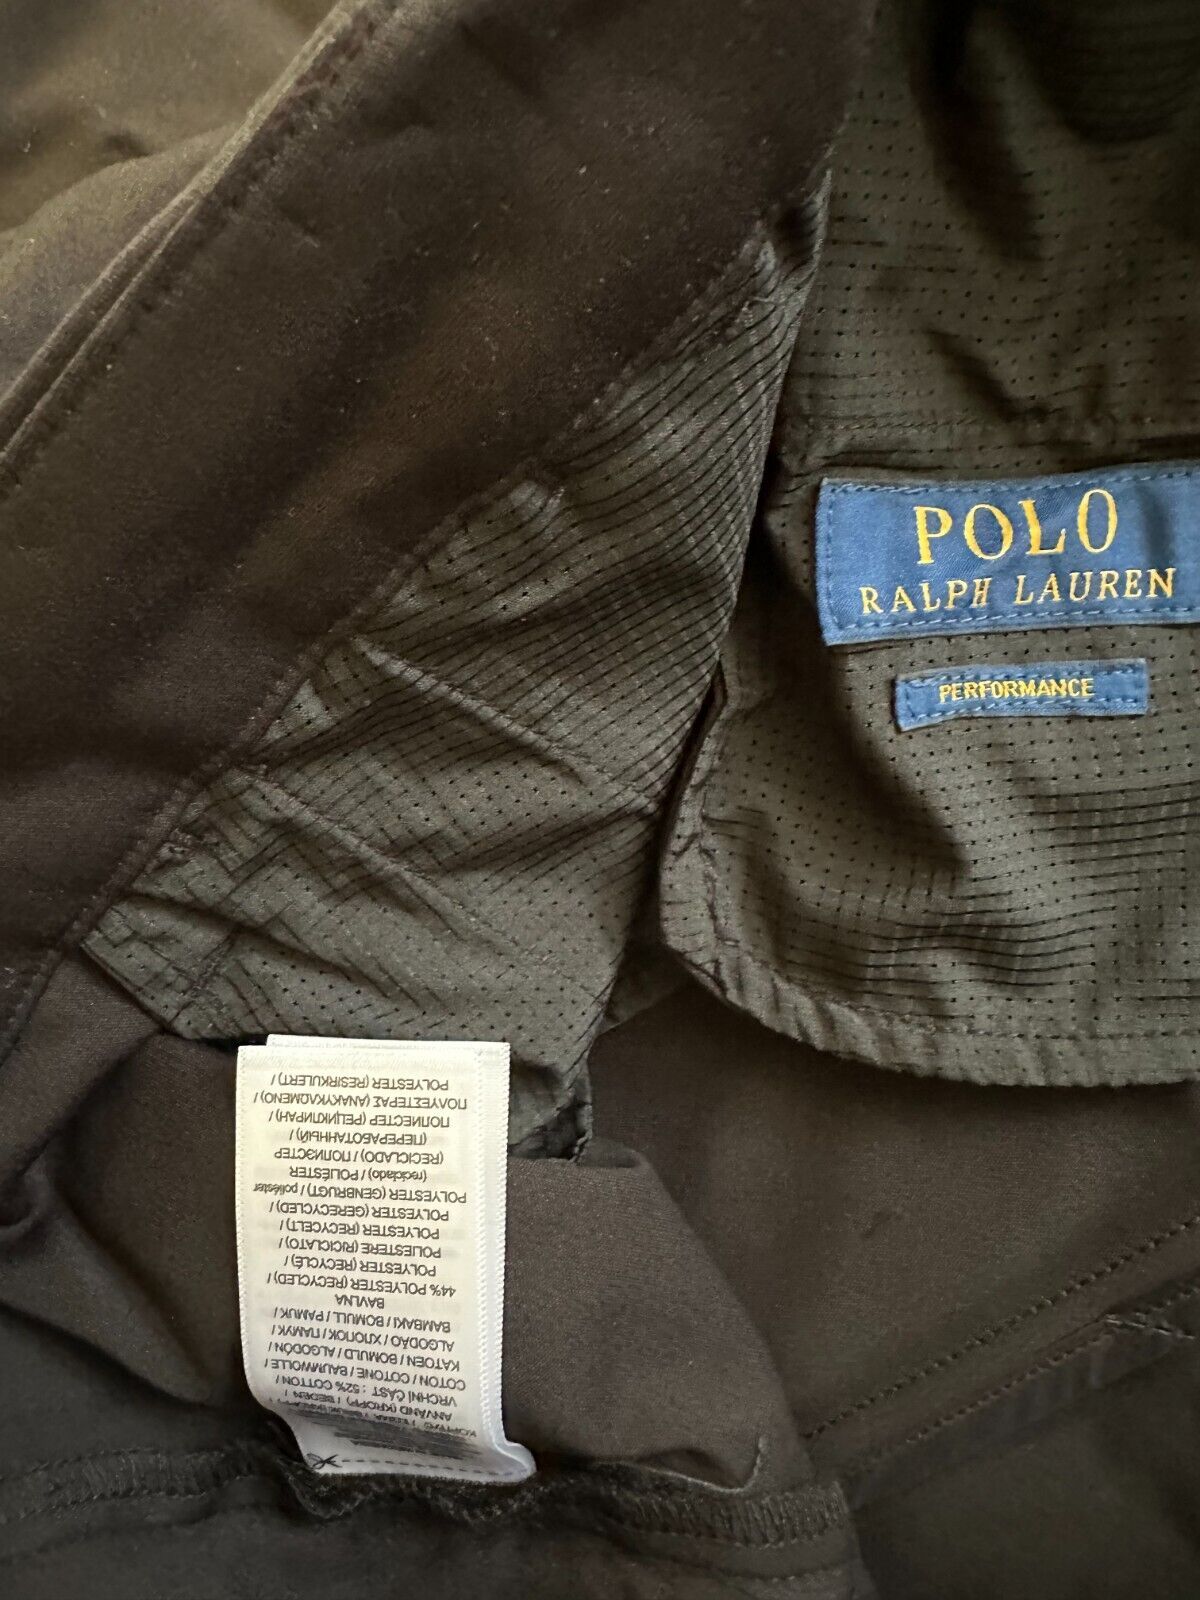 POLO
RALPH LAUREN
PERFORMANCE
(KROPP) / BEDEN
VRCHNÍ ČÁST : 52% COTTON /
COTON / COTONE / BAUMWOLLE /
KATOEN / BOMULD / ALGODÓN /
ALGODÃO / ХЛОПОК / ПАМУК /
ΒΑΜΒΑΚΙ / BOMULL / PAMUK /
BAVLNA
44% POLYESTER (RECYCLED) /
POLYESTER (RECYCLÉ) /
POLIESTERE (RICICLATO) /
POLYESTER (RECYCELT) /
POLYESTER (GERECYCLED) /
POLYESTER (GENBRUGT) / poliéster
(reciclado) / POLIÉSTER
(RECICLADO) / ПОЛИЭСТЕР
(ПЕРЕРАБОТАННЫЙ) /
ПОЛИЕСТЕР (РЕЦИКЛИРАН) /
ΠΟΛΥΕΣΤΕΡΑΣ (ΑΝΑΚΥΚΛΩΜΕΝΟ) /
POLYESTER (RESIRKULERT) /